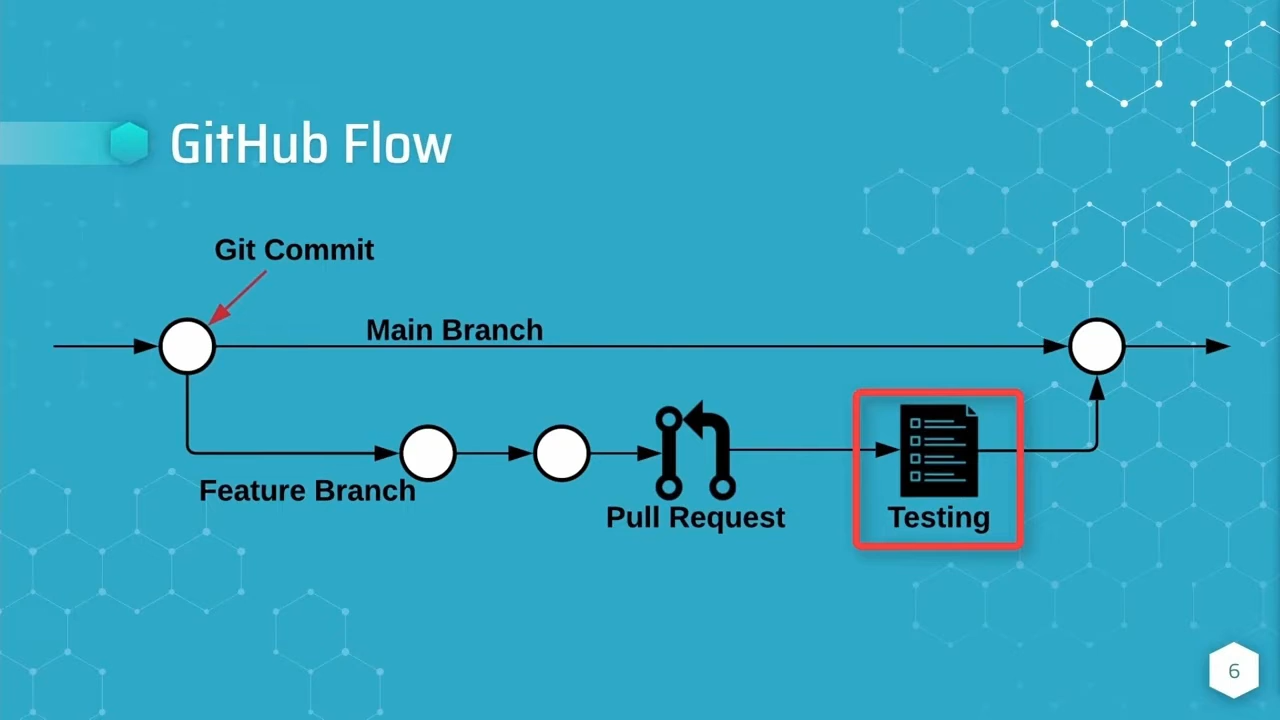 GitHub Flow
Git Commit
Main Branch
Feature Branch
Pull Request
Testing
6